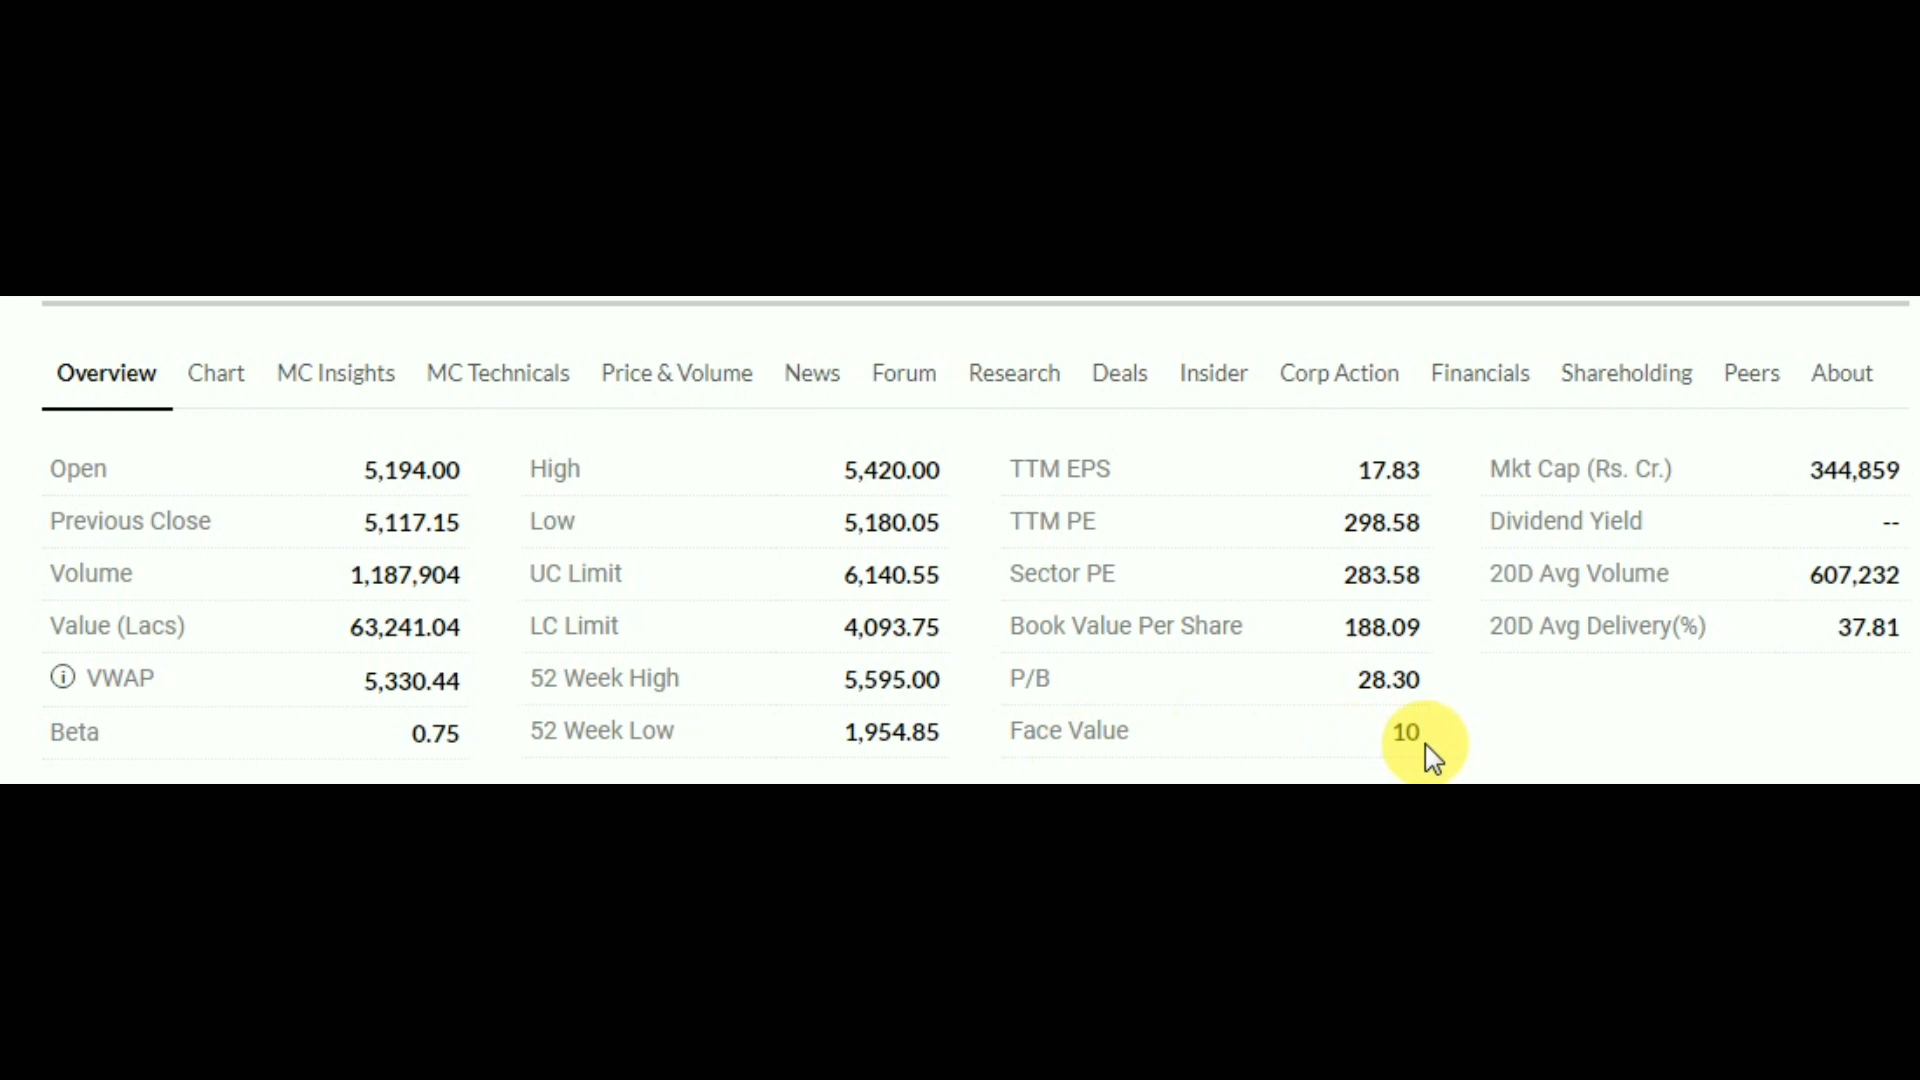 Overview Chart MC Insights MC Technicals Price & Volume News Forum Research Deals Insider Corp Action Financials Shareholding Peers About
Open 5,194.00 High 5,420.00 TTM EPS 17.83 Mkt Cap (Rs. Cr.) 344,859
Previous Close 5,117.15 Low 5,180.05 TTM PE 298.58 Dividend Yield --
Volume 1,187,904 UC Limit 6,140.55 Sector PE 283.58 20D Avg Volume 607,232
Value (Lacs) 63,241.04 LC Limit 4,093.75 Book Value Per Share 188.09 20D Avg Delivery(%) 37.81
VWAP 5,330.44 52 Week High 5,595.00 P/B 28.30
Beta 0.75 52 Week Low 1,954.85 Face Value 10